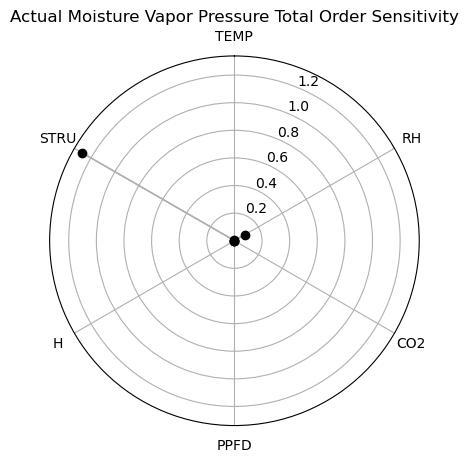 Actual Moisture Vapor Pressure Total Order Sensitivity
TEMP
1.2
1.0
STRU
RH
0.8
0.6
0.4
0.2
H
CO2
PPFD